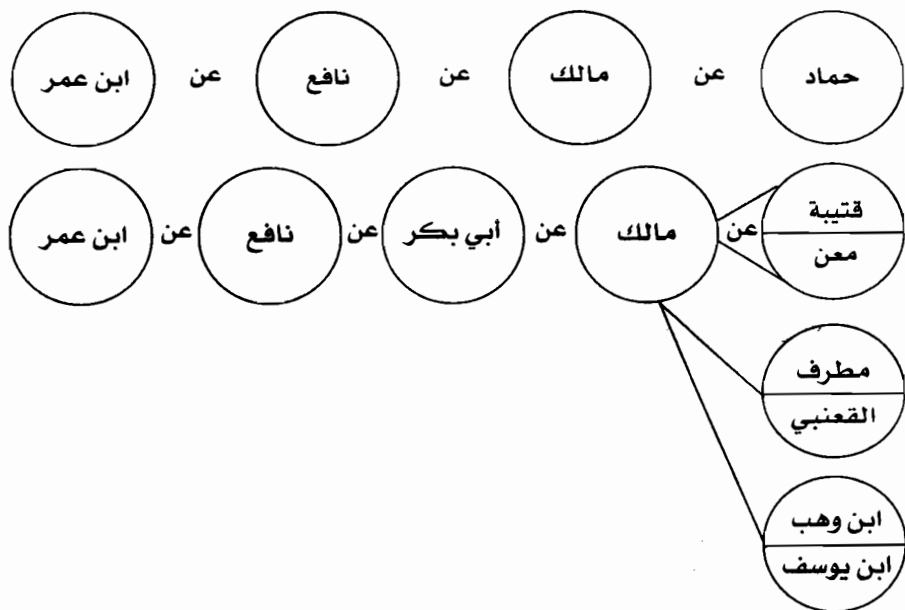 حماد عن مالك عن نافع عن ابن عمر
قتيبة
معن
عن مالك عن أبي بكر عن نافع عن ابن عمر
مطرف
القعنبي
ابن وهب
ابن يوسف